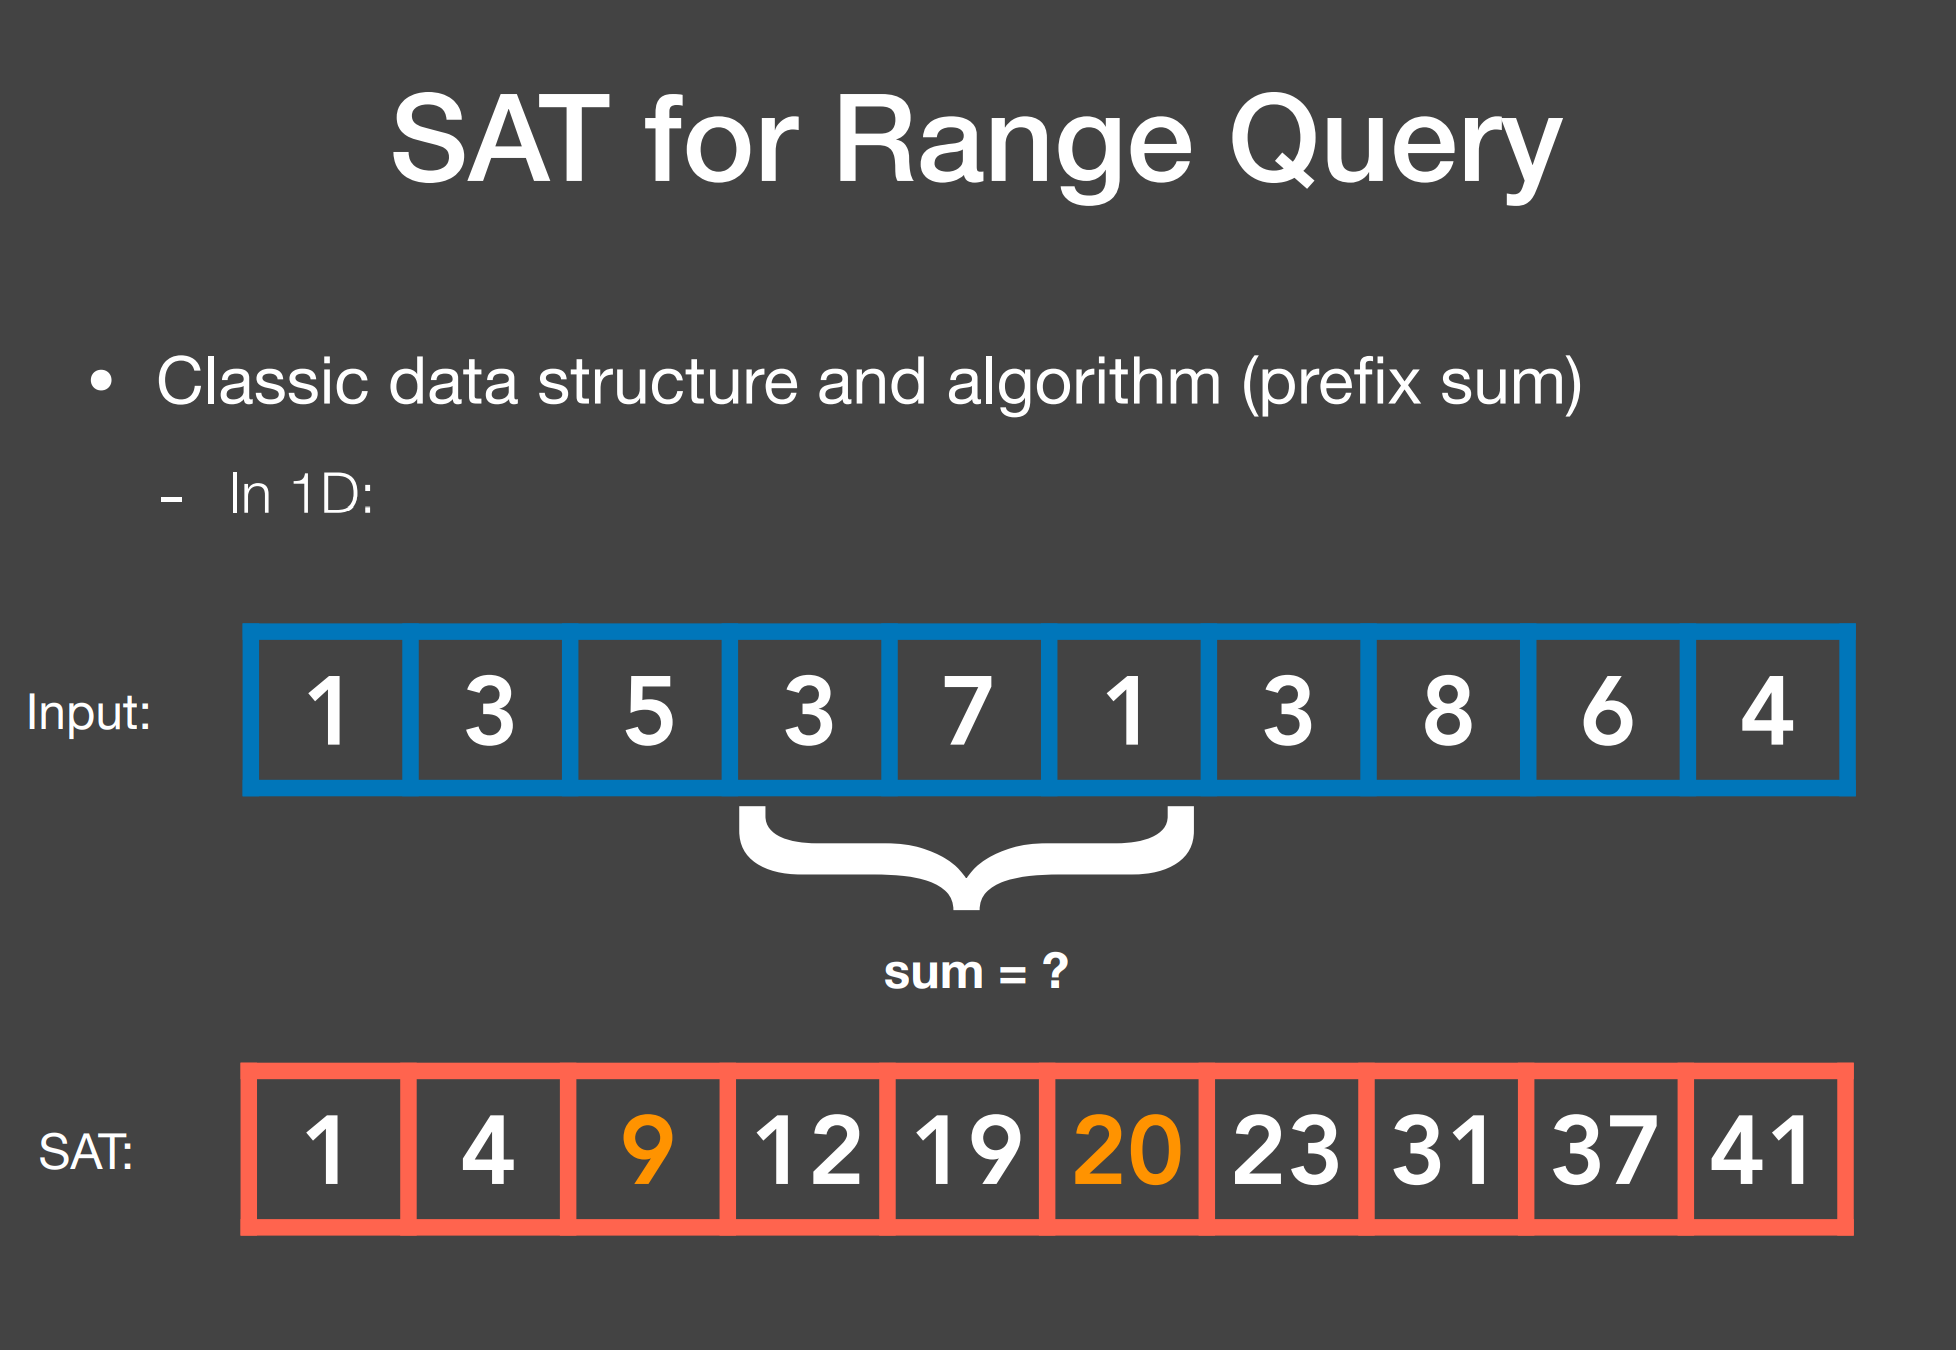 SAT for Range Query
• Classic data structure and algorithm (prefix sum)
- In 1D:
Input: 1 3 5 3 7 1 3 8 6 4
sum = ?
SAT: 1 4 9 12 19 20 23 31 37 41